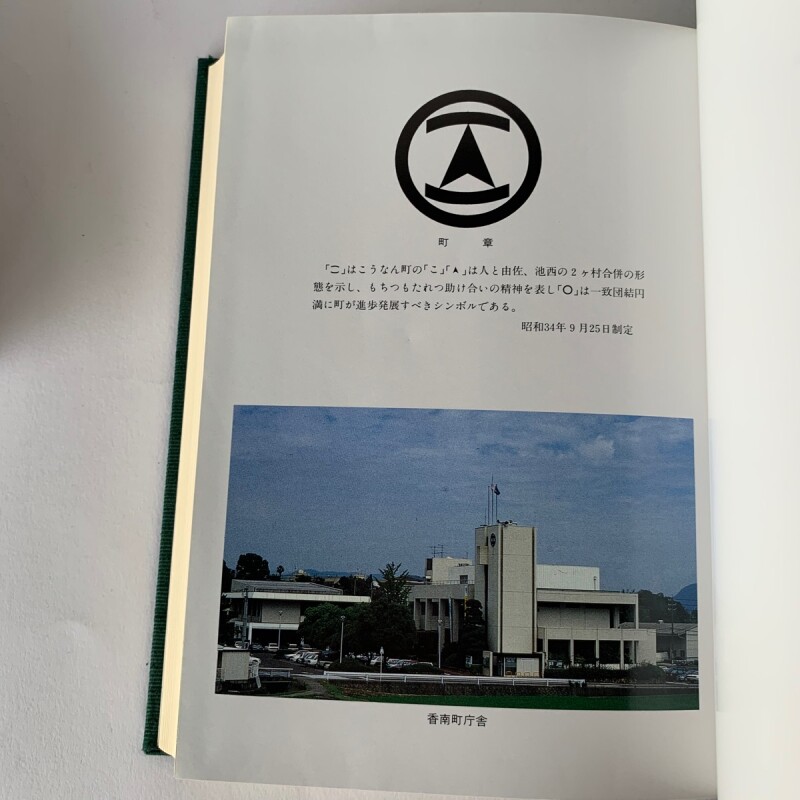 町章
「⁐」はこうなん町の「こ」「⮝」は人と由佐、池西の2ヶ村合併の形
態を示し、もちつもたれつ助け合いの精神を表し「○」は一致団結円
満に町が進歩発展すべきシンボルである。
昭和34年9月25日制定
香南町庁舎